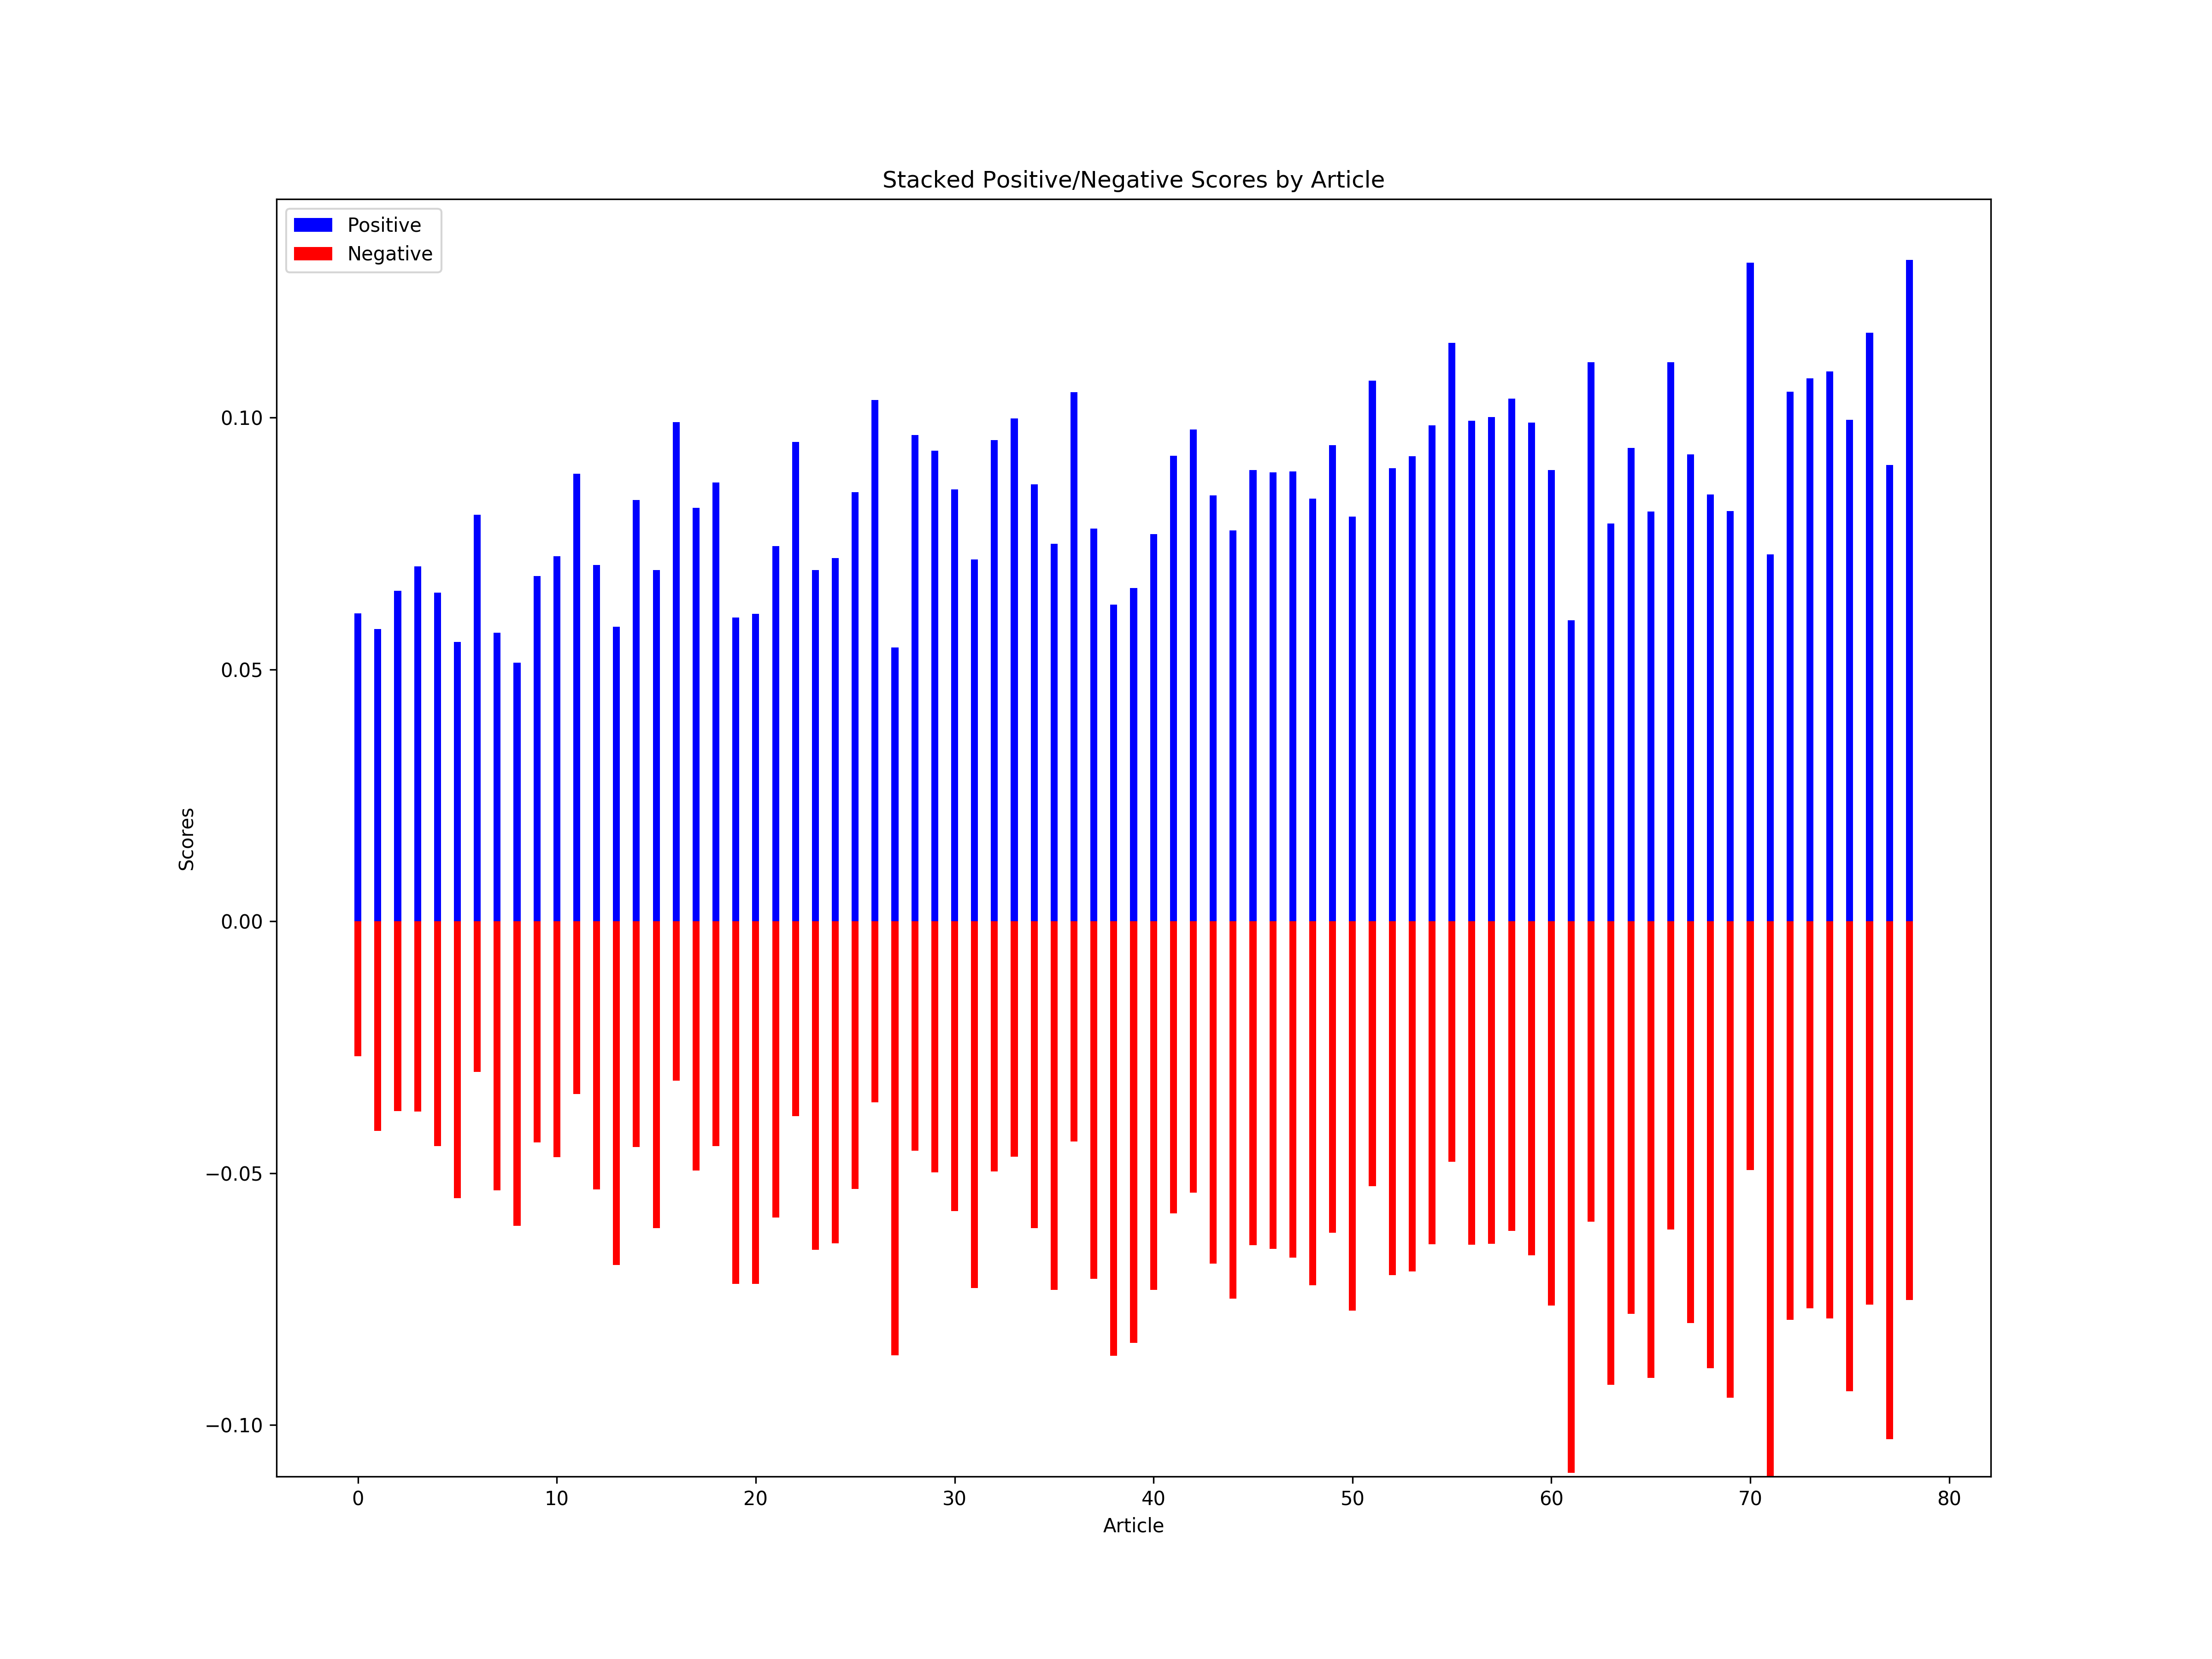 Stacked Positive/Negative Scores by Article
Positive
Negative
0.10
0.05
0.00
−0.05
−0.10
Scores
0 10 20 30 40 50 60 70 80
Article